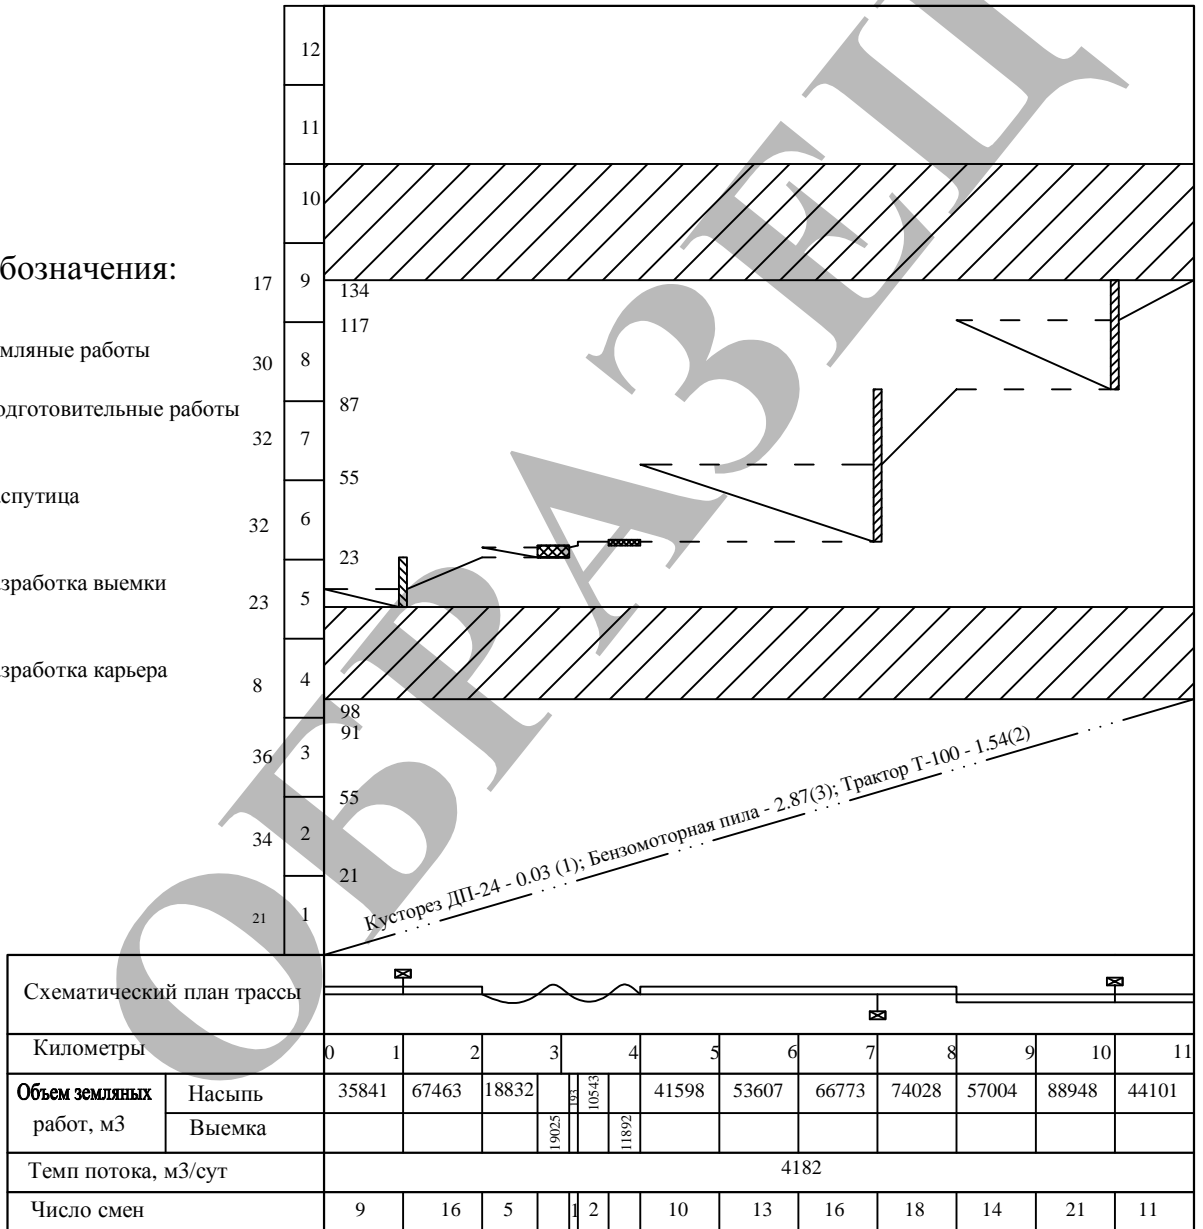 12
11
10
бозначения:
17 9 134
117
мляные работы
30 8
87
одготовительные работы
32 7
55
аспутица
32 6
23
зработка выемки
23 5
зработка карьера
8 4
98
91
36 3
55
34 2
21
21 1
Кусторез ДП-24 - 0.03 (1); Бензомоторная пила - 2.87(3); Трактор Т-100 - 1.54(2)
ОБРАЗЕЦ
Схематический план трассы
Километры 0 1 2 3 4 5 6 7 8 9 10 11
Объем земляных
работ, м3
Насыпь 35841 67463 18832 193 10543 41598 53607 66773 74028 57004 88948 44101
Выемка 19025 11892
Темп потока, м3/сут 4182
Число смен 9 16 5 1 2 10 13 16 18 14 21 11